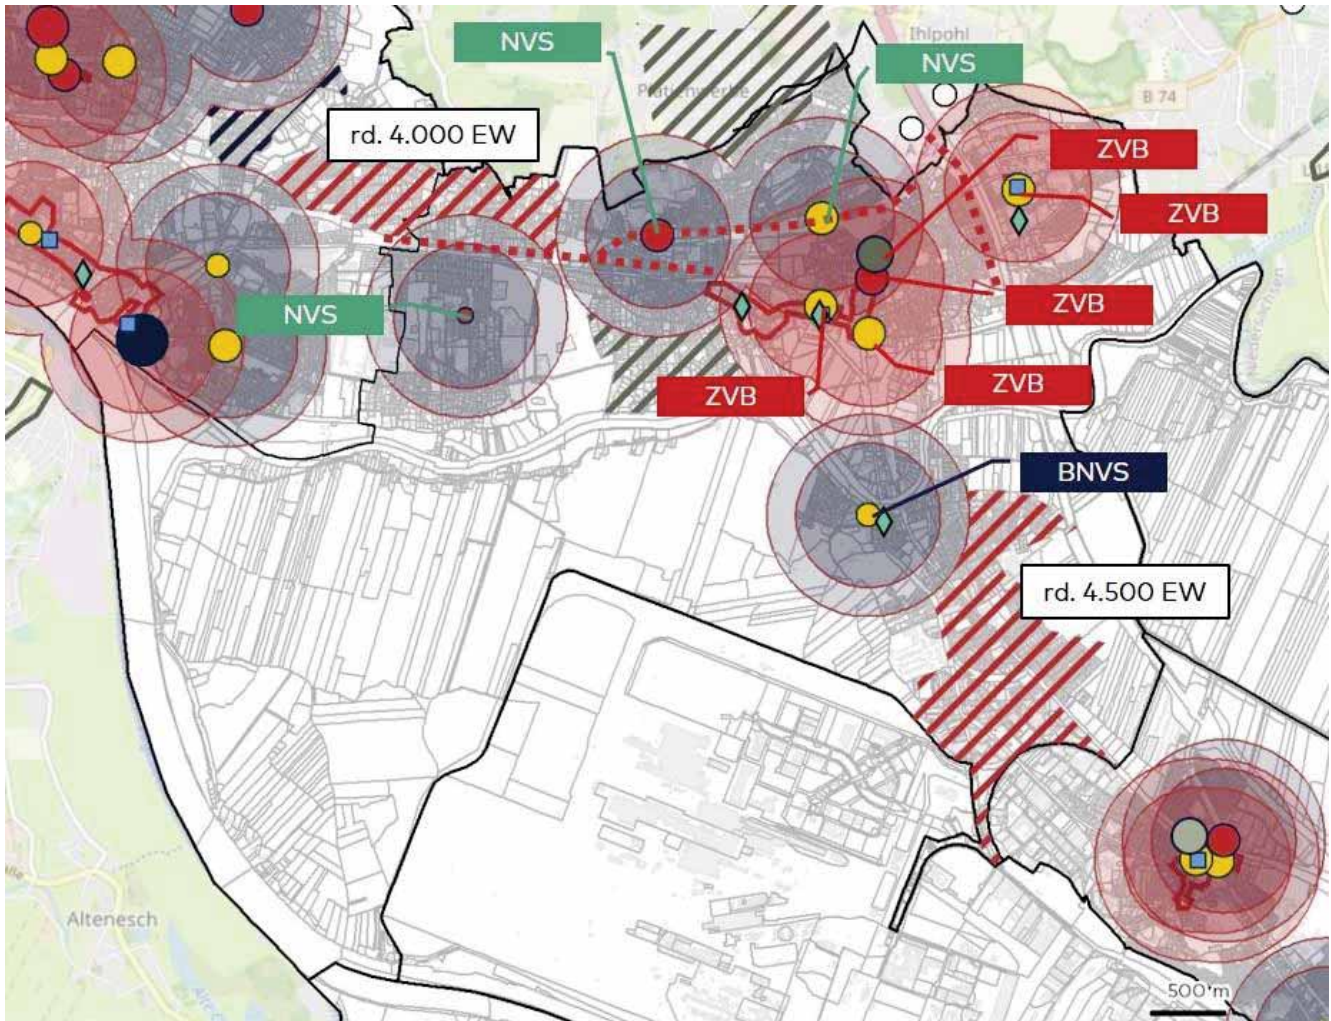 NVS
Ihlpohl
NVS
B 74
rd. 4.000 EW
ZVB
ZVB
NVS
ZVB
ZVB
ZVB
BNVS
rd. 4.500 EW
Altenesch
500 m